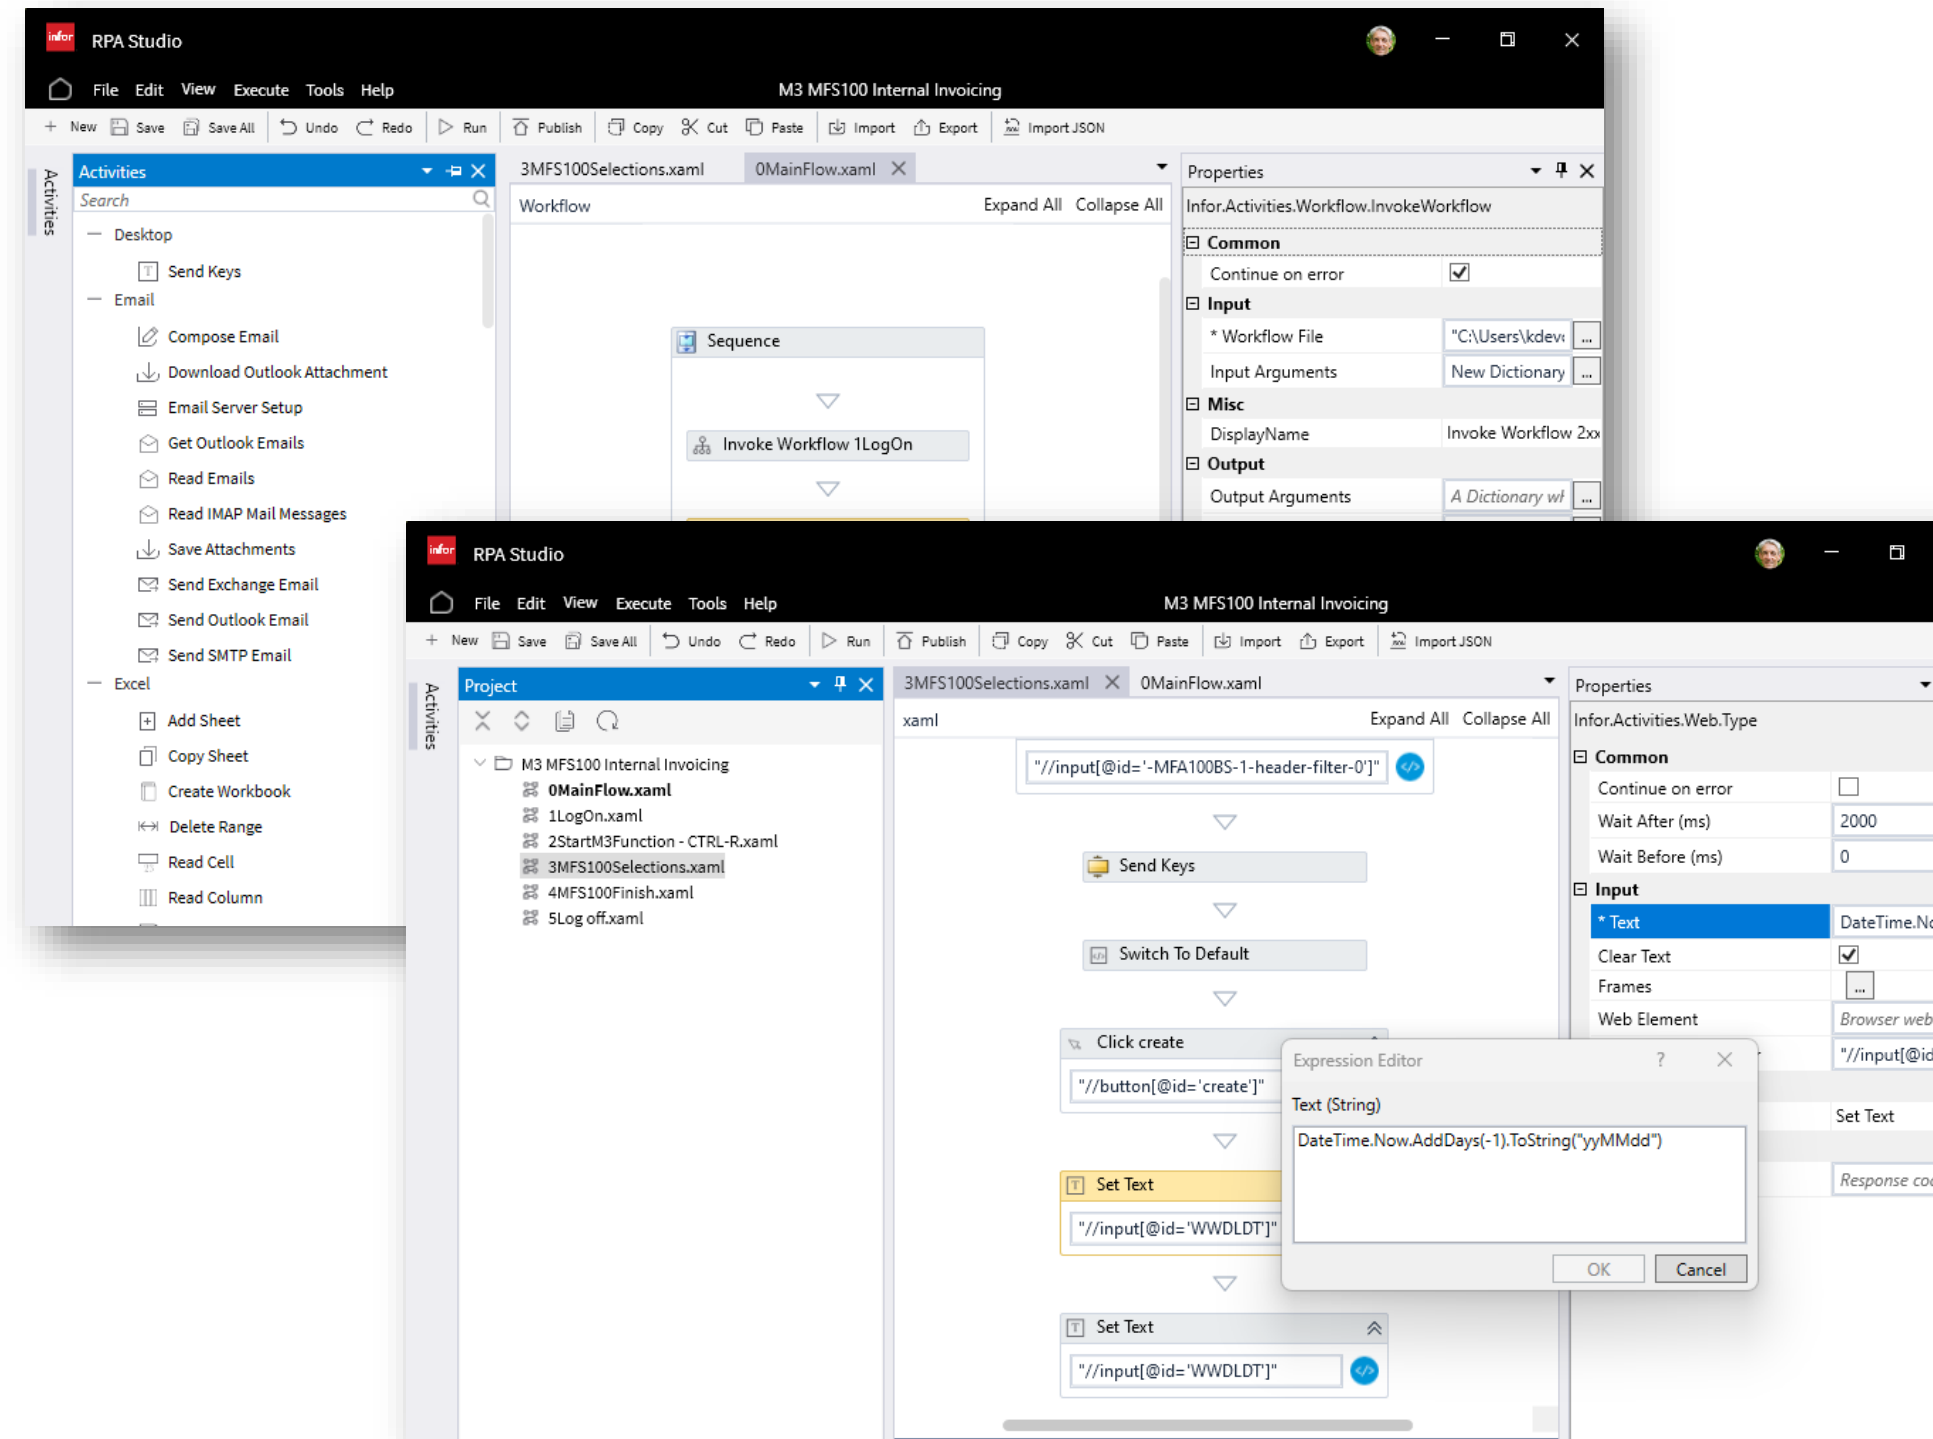 infor
RPA Studio
File Edit View Execute Tools Help
M3 MFS100 Internal Invoicing
New Save Save All Undo Redo Run Publish Copy Cut Paste Import Export Import JSON
Activities
Activities
Search
Desktop
Send Keys
Email
Compose Email
Download Outlook Attachment
Email Server Setup
Get Outlook Emails
Read Emails
Read IMAP Mail Messages
Save Attachments
Send Exchange Email
Send Outlook Email
Send SMTP Email
Excel
Add Sheet
Copy Sheet
Create Workbook
Delete Range
Read Cell
Read Column
3MFS100Selections.xaml 0MainFlow.xaml
Workflow Expand All Collapse All
Sequence
Invoke Workflow 1LogOn
Properties
Infor.Activities.Workflow.InvokeWorkflow
Common
Continue on error
Input
* Workflow File "C:\Users\kdev
Input Arguments New Dictionary
Misc
DisplayName Invoke Workflow 2xx
Output
Output Arguments A Dictionary wh
infor
RPA Studio
File Edit View Execute Tools Help
M3 MFS100 Internal Invoicing
New Save Save All Undo Redo Run Publish Copy Cut Paste Import Export Import JSON
Activities
Project
M3 MFS100 Internal Invoicing
0MainFlow.xaml
1LogOn.xaml
2StartM3Function - CTRL-R.xaml
3MFS100Selections.xaml
4MFS100Finish.xaml
5Log off.xaml
3MFS100Selections.xaml 0MainFlow.xaml
xaml Expand All Collapse All
"//input[@id='-MFA100BS-1-header-filter-0']"
Send Keys
Switch To Default
Click create
"//button[@id='create']"
Set Text
"//input[@id='WWDLDT']"
Set Text
"//input[@id='WWDLDT']"
Properties
Infor.Activities.Web.Type
Common
Continue on error
Wait After (ms) 2000
Wait Before (ms) 0
Input
* Text DateTime.No
Clear Text
Frames ...
Web Element Browser web
"//input[@id
Set Text
Response cod
Expression Editor ?
Text (String)
DateTime.Now.AddDays(-1).ToString("yyMMdd")
OK Cancel